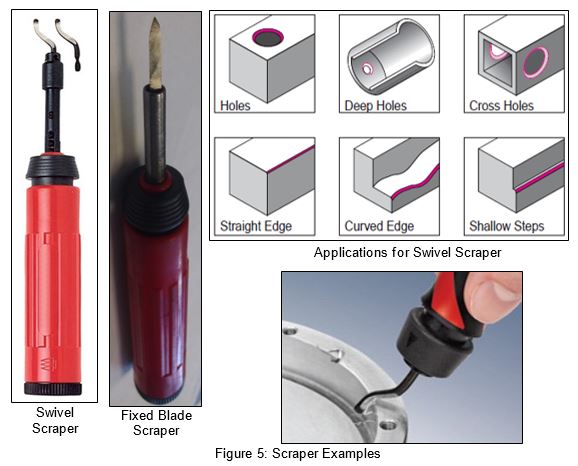 Holes
Deep Holes
Cross Holes
Straight Edge
Curved Edge
Shallow Steps
Applications for Swivel Scraper
Swivel
Scraper
Fixed Blade
Scraper
Figure 5: Scraper Examples